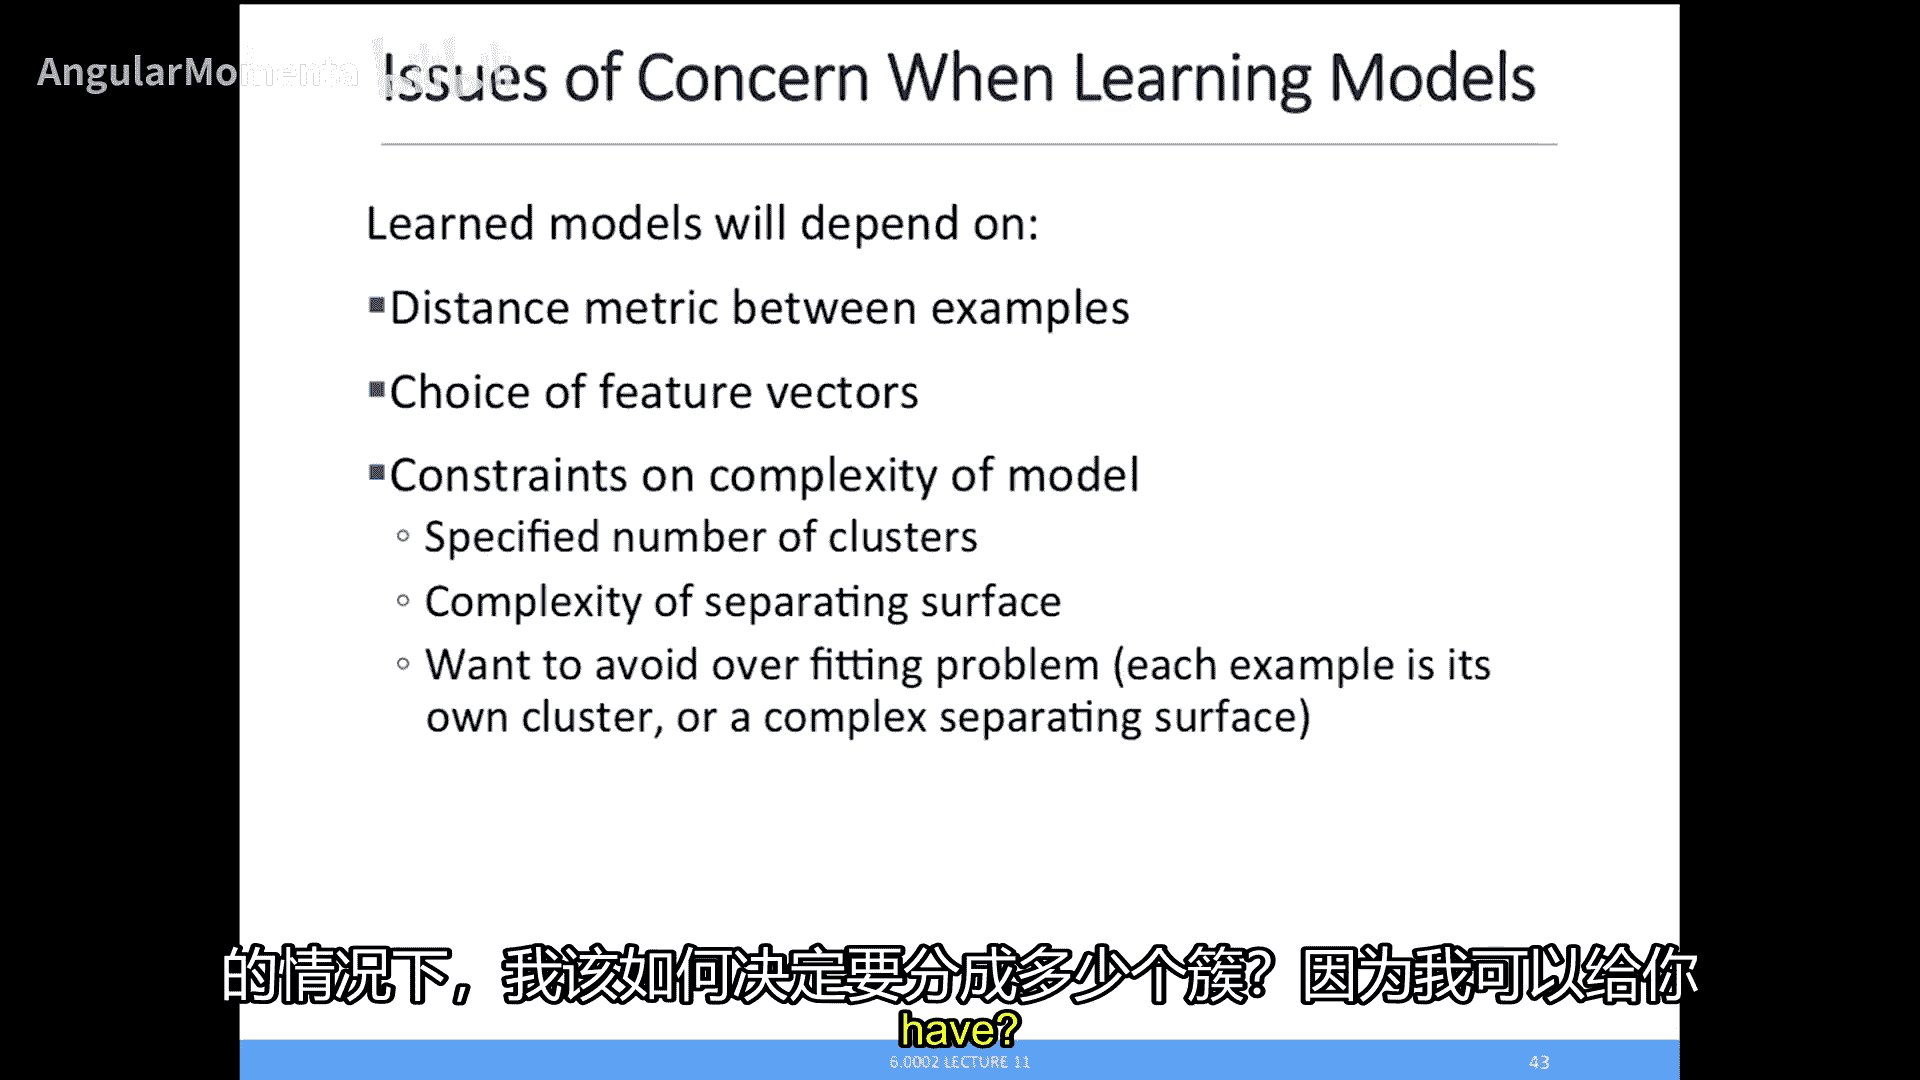 AngularMomenta
Issues of Concern When Learning Models
Learned models will depend on:
▪Distance metric between examples
▪Choice of feature vectors
▪Constraints on complexity of model
◦ Specified number of clusters
◦ Complexity of separating surface
◦ Want to avoid over fitting problem (each example is its
own cluster, or a complex separating surface)
的情况下，我该如何决定要分成多少个簇？因为我可以给你
have?
6.0002 LECTURE 11
43